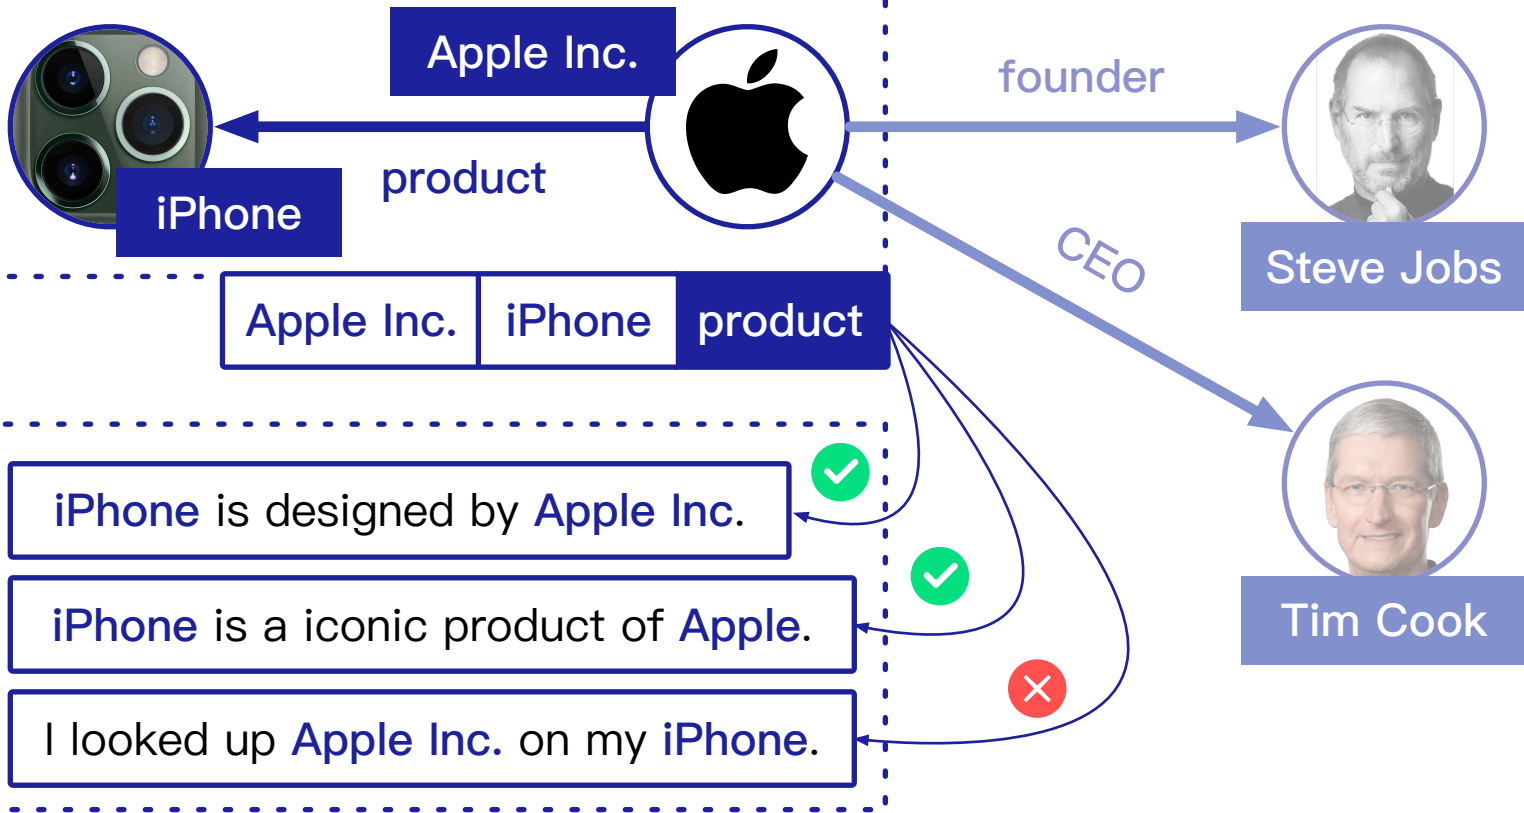 Apple Inc.
founder
product
iPhone
CEO
Steve Jobs
Apple Inc. iPhone product
iPhone is designed by Apple Inc.
iPhone is a iconic product of Apple.
Tim Cook
I looked up Apple Inc. on my iPhone.